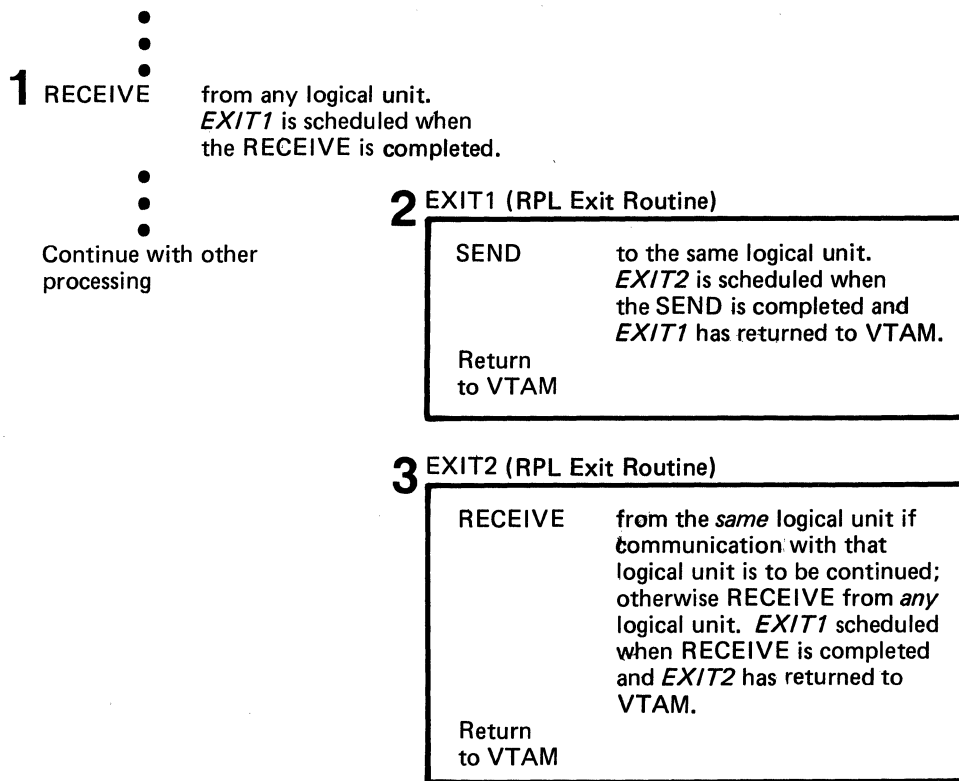 1 RECEIVE from any logical unit.
EXIT1 is scheduled when
the RECEIVE is completed.
Continue with other
processing
2 EXIT1 (RPL Exit Routine)
SEND to the same logical unit.
EXIT2 is scheduled when
the SEND is completed and
EXIT1 has returned to VTAM.
Return
to VTAM
3 EXIT2 (RPL Exit Routine)
RECEIVE from the same logical unit if
communication with that
logical unit is to be continued;
otherwise RECEIVE from any
logical unit. EXIT1 scheduled
when RECEIVE is completed
and EXIT2 has returned to
VTAM.
Return
to VTAM